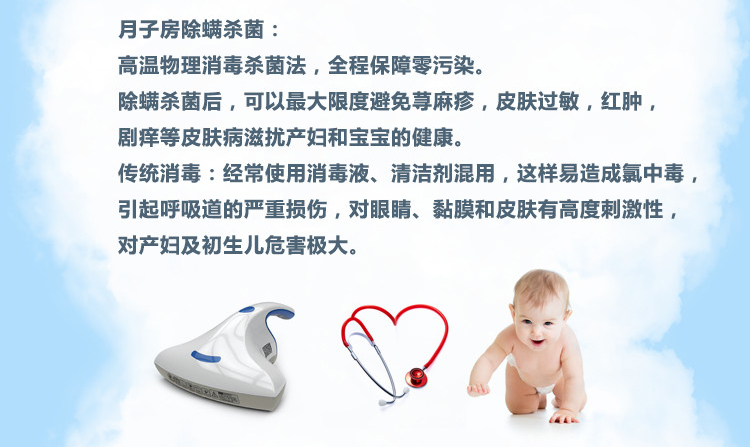 月子房除螨杀菌：
高温物理消毒杀菌法，全程保障零污染。
除螨杀菌后，可以最大限度避免荨麻疹，皮肤过敏，红肿，
剧痒等皮肤病滋扰产妇和宝宝的健康。
传统消毒：经常使用消毒液、清洁剂混用，这样易造成氯中毒，
引起呼吸道的严重损伤，对眼睛、黏膜和皮肤有高度刺激性，
对产妇及初生儿危害极大。